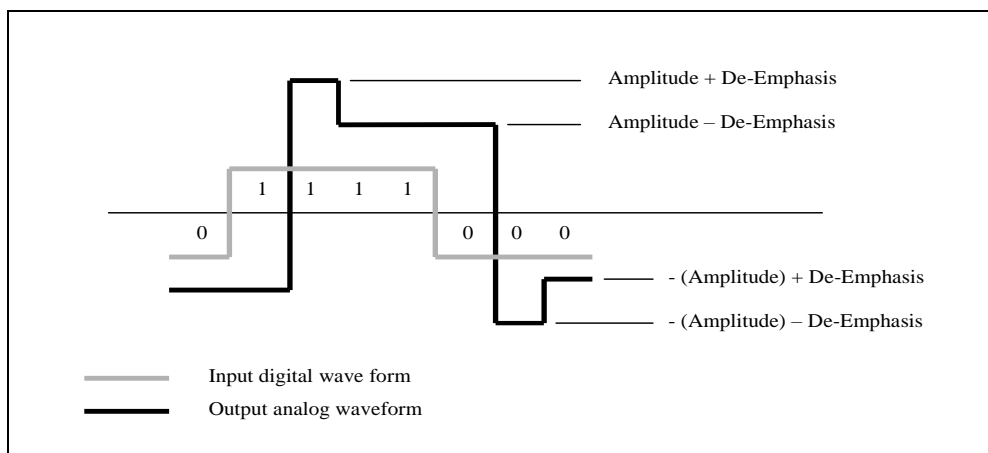 Amplitude + De-Emphasis
Amplitude – De-Emphasis
1 1 1 1
0 0 0 0
- (Amplitude) + De-Emphasis
- (Amplitude) – De-Emphasis
Input digital wave form
Output analog waveform